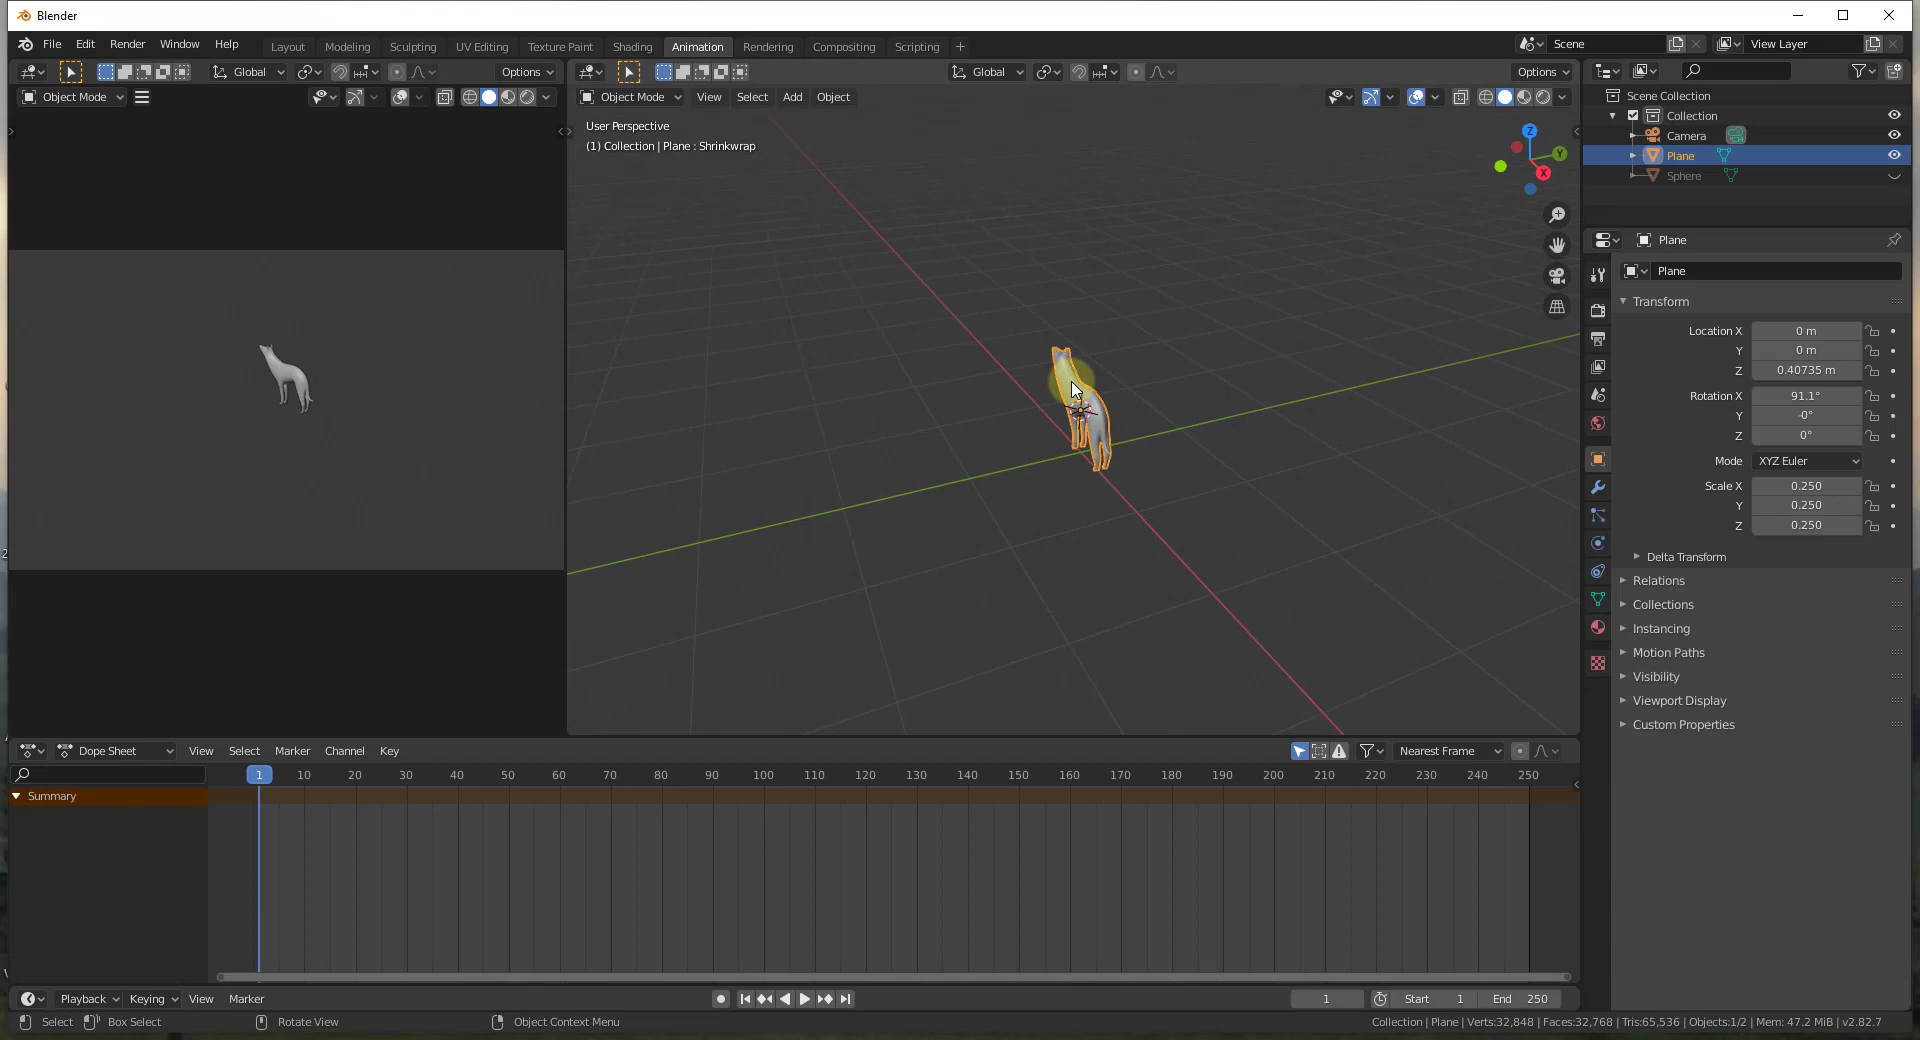 Blender
File Edit Render Window Help
Layout Modeling Sculpting UV Editing Texture Paint Shading Animation Rendering Compositing Scripting +
Scene
View Layer
Global
Options
Object Mode
Global
Options
Object Mode View Select Add Object
User Perspective
(1) Collection | Plane : Shrinkwrap
Z
Y
X
Scene Collection
Collection
Camera
Plane
Sphere
Plane
Plane
Transform
Location X 0 m
Y 0 m
Z 0.40735 m
Rotation X 91.1°
Y -0°
Z 0°
Mode XYZ Euler
Scale X 0.250
Y 0.250
Z 0.250
Delta Transform
Relations
Collections
Instancing
Motion Paths
Visibility
Viewport Display
Custom Properties
Dope Sheet View Select Marker Channel Key
Nearest Frame
1 10 20 30 40 50 60 70 80 90 100 110 120 130 140 150 160 170 180 190 200 210 220 230 240 250
Summary
Playback Keying View Marker
1 Start 1 End 250
Select Box Select Rotate View Object Context Menu
Collection | Plane | Verts:32,848 | Faces:32,768 | Tris:65,536 | Objects:1/2 | Mem: 47.2 MiB | v2.82.7